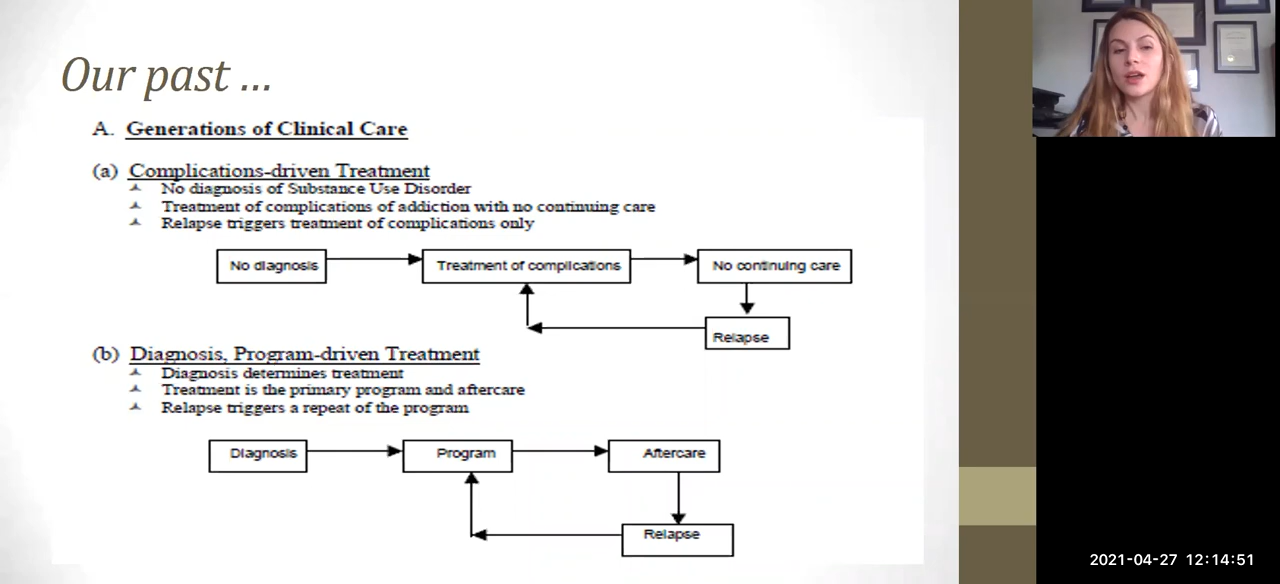 Our past ...
A. Generations of Clinical Care
(a) Complications-driven Treatment
No diagnosis of Substance Use Disorder
Treatment of complications of addiction with no continuing care
Relapse triggers treatment of complications only
No diagnosis
Treatment of complications
No continuing care
Relapse
(b) Diagnosis, Program-driven Treatment
Diagnosis determines treatment
Treatment is the primary program and aftercare
Relapse triggers a repeat of the program
Diagnosis
Program
Aftercare
Relapse
2021-04-27 12:14:51